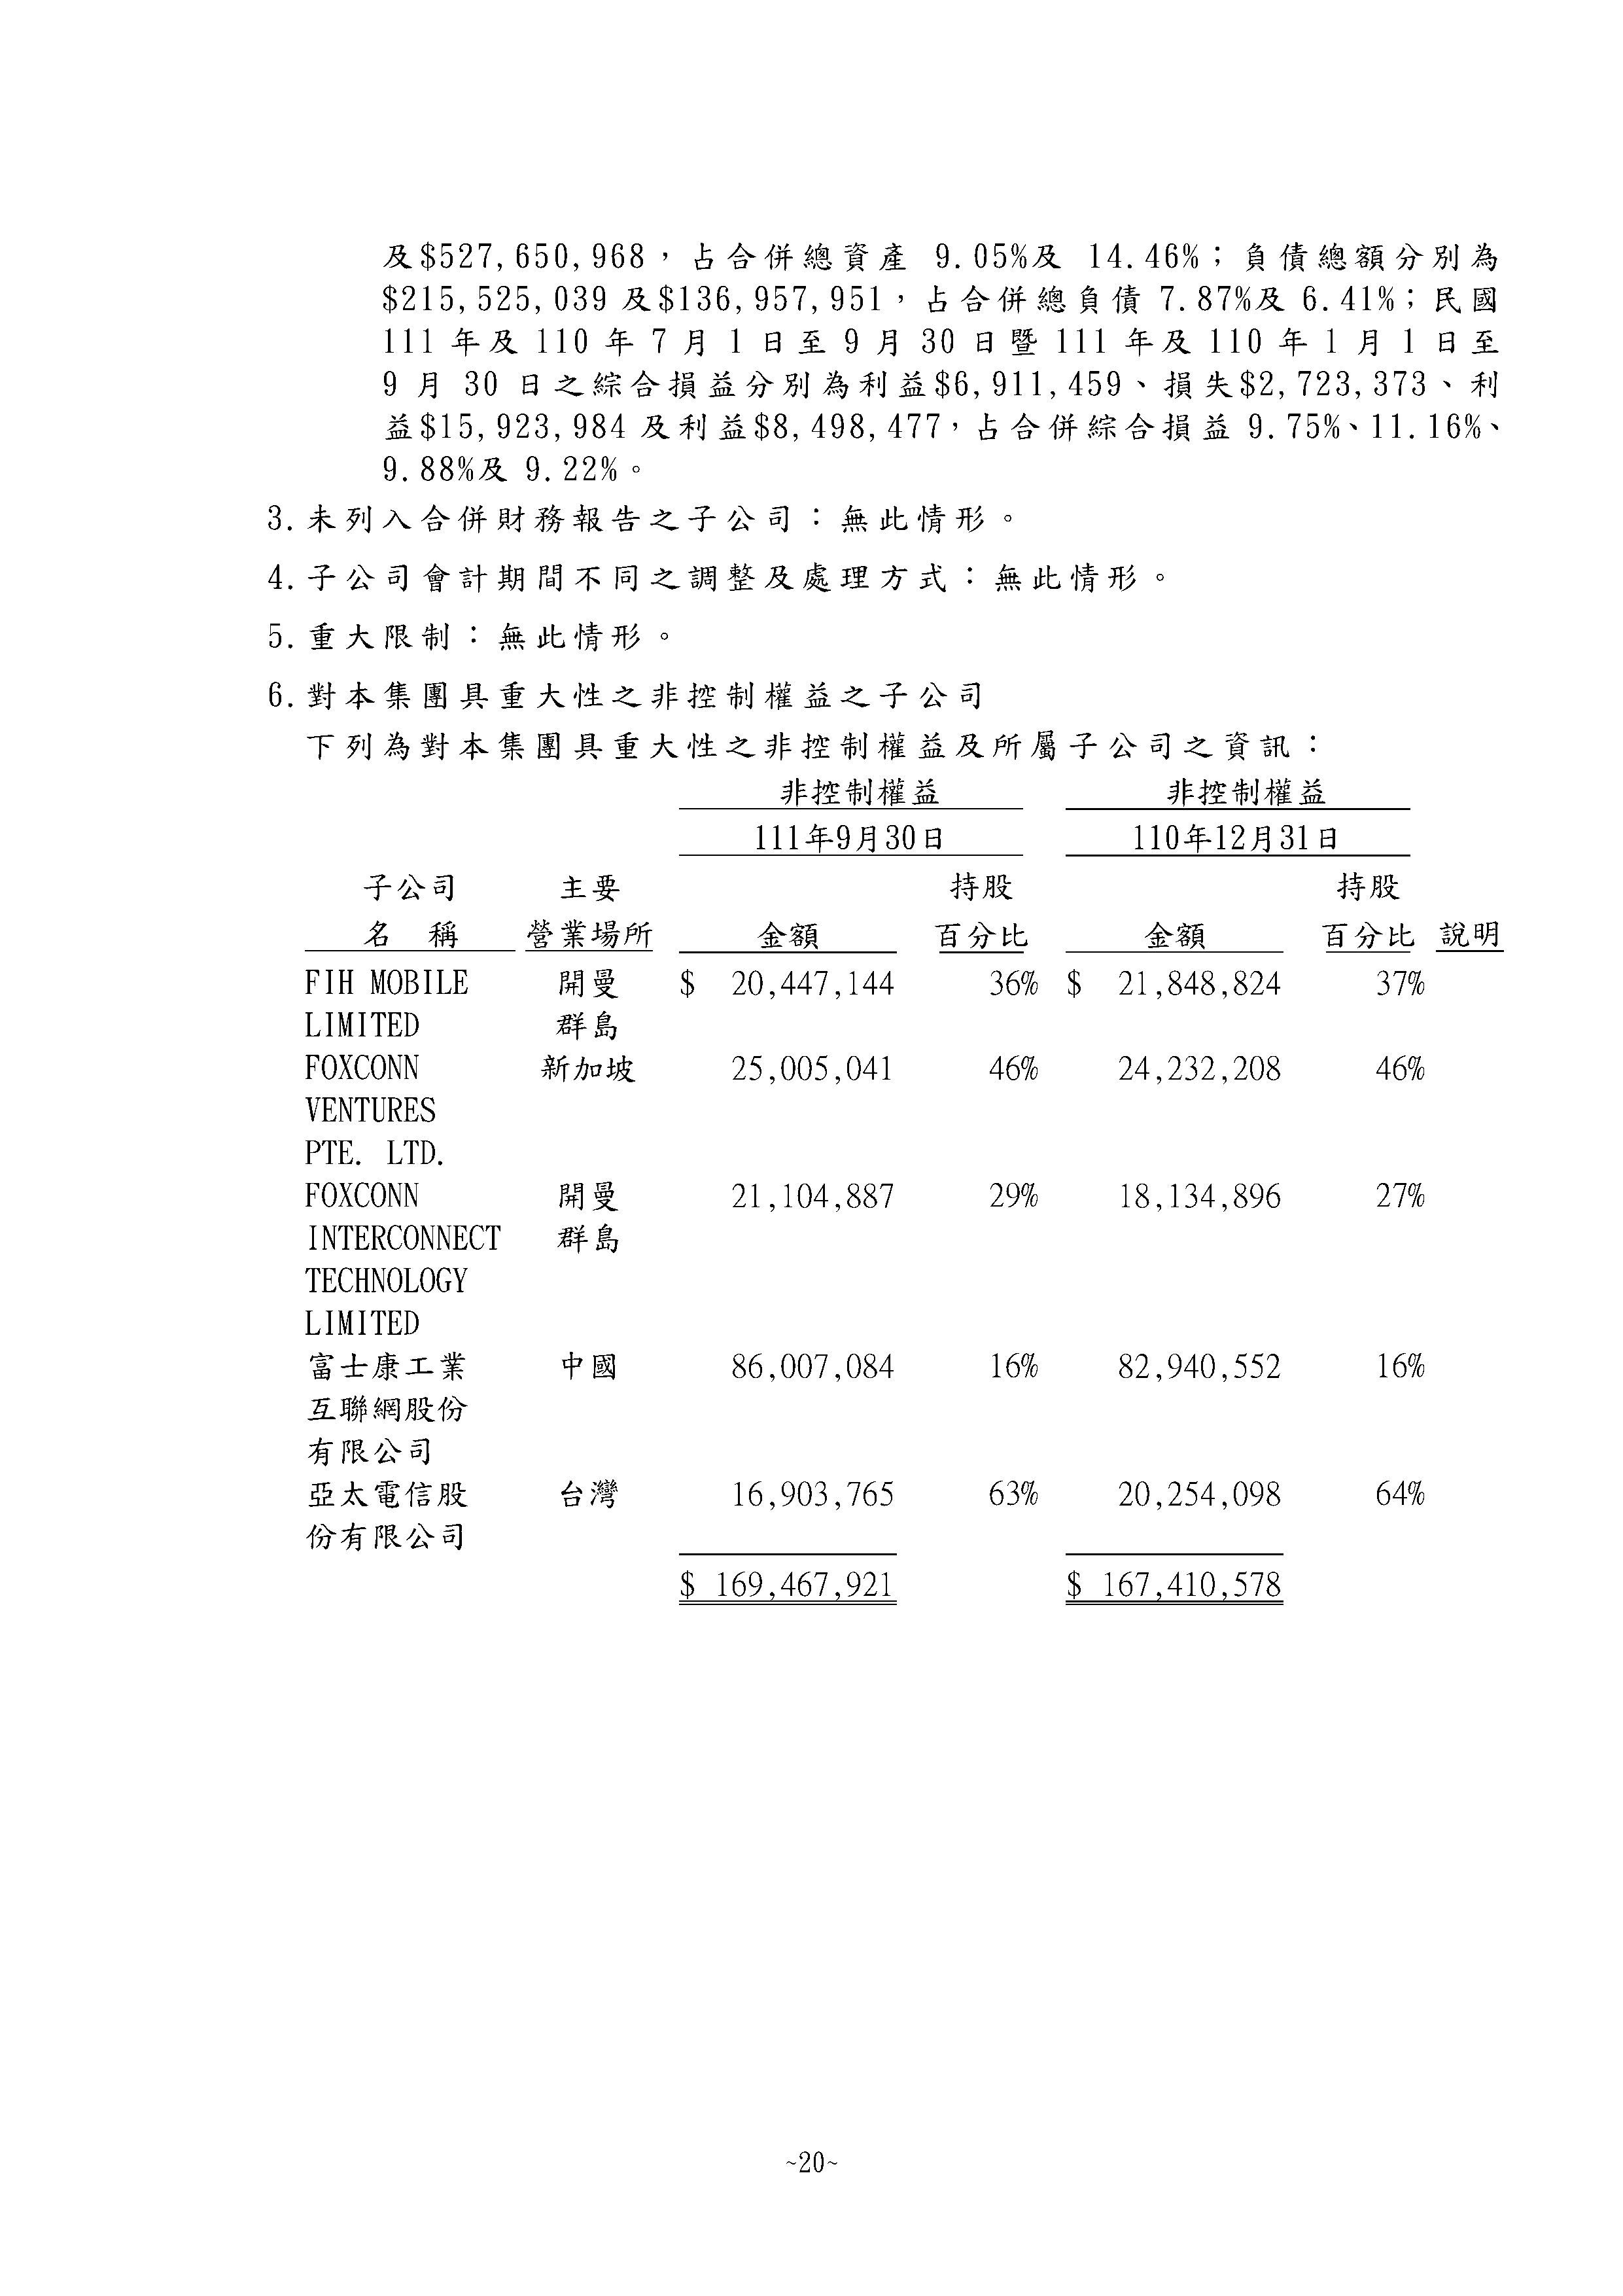 及$527,650,968，占合併總資產 9.05%及 14.46%；負債總額分別為
$215,525,039 及$136,957,951，占合併總負債 7.87%及 6.41%；民國
111 年及 110 年 7 月 1 日至 9 月 30 日暨 111 年及 110 年 1 月 1 日至
9 月 30 日之綜合損益分別為利益$6,911,459、損失$2,723,373、利
益$15,923,984 及利益$8,498,477，占合併綜合損益 9.75%、11.16%、
9.88%及 9.22%。
3.未列入合併財務報告之子公司：無此情形。
4.子公司會計期間不同之調整及處理方式：無此情形。
5.重大限制：無此情形。
6.對本集團具重大性之非控制權益之子公司
下列為對本集團具重大性之非控制權益及所屬子公司之資訊：
非控制權益 非控制權益
111年9月30日 110年12月31日
子公司 主要 持股 持股
名 稱 營業場所 金額 百分比 金額 百分比 說明
FIH MOBILE 開曼 $ 20,447,144 36% $ 21,848,824 37%
LIMITED 群島
FOXCONN 新加坡 25,005,041 46% 24,232,208 46%
VENTURES
PTE. LTD.
FOXCONN 開曼 21,104,887 29% 18,134,896 27%
INTERCONNECT 群島
TECHNOLOGY
LIMITED
富士康工業 中國 86,007,084 16% 82,940,552 16%
互聯網股份
有限公司
亞太電信股 台灣 16,903,765 63% 20,254,098 64%
份有限公司
$ 169,467,921 $ 167,410,578
~20~